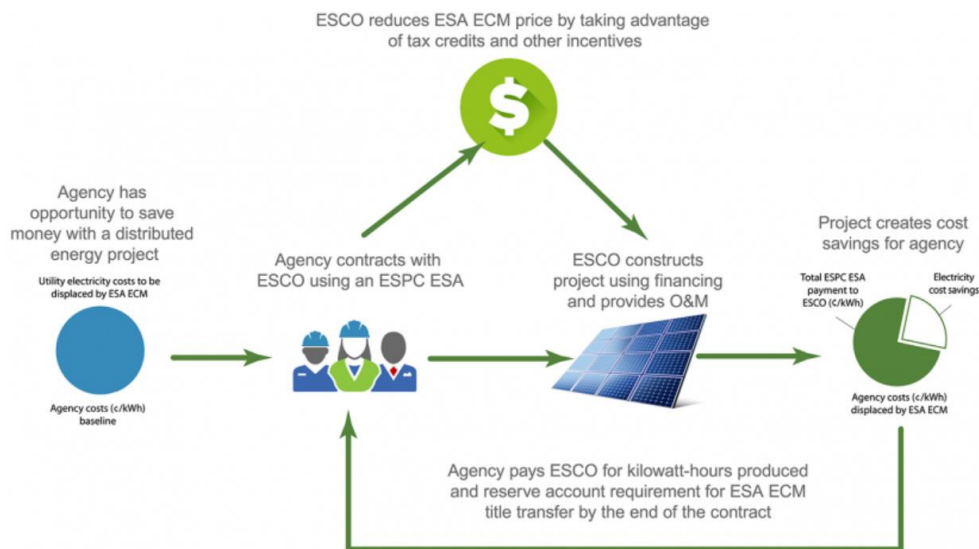 ESCO reduces ESA ECM price by taking advantage
of tax credits and other incentives
$
Agency has
opportunity to save
money with a distributed
energy project
Utility electricity costs to be
displaced by ESA ECM
Agency costs (¢/kWh)
baseline
Agency contracts with
ESCO using an ESPC ESA
ESCO constructs
project using financing
and provides O&M
Project creates cost
savings for agency
Total ESPC ESA
payment to
ESCO (¢/kWh)
Electricity
cost savings
Agency costs (¢/kWh)
displaced by ESA ECM
Agency pays ESCO for kilowatt-hours produced
and reserve account requirement for ESA ECM
title transfer by the end of the contract